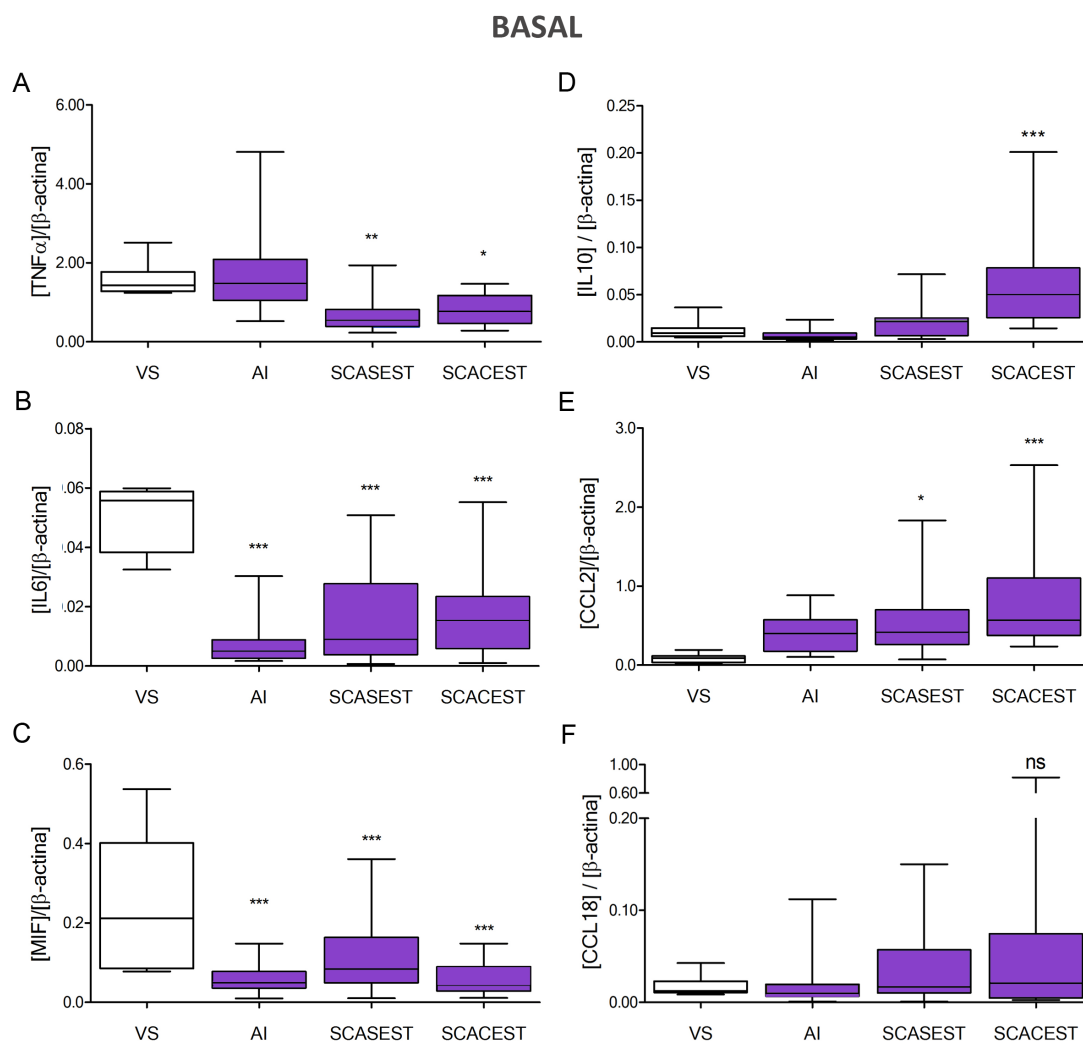 BASAL
A
[TNFα]/[β-actina]
6.00
4.00
2.00
0.00
** *
VS AI SCASEST SCACEST
B
[IL6]/[β-actina]
0.08
0.06
0.04
0.02
0.00
*** *** ***
VS AI SCASEST SCACEST
C
[MIF]/[β-actina]
0.6
0.4
0.2
0.0
*** *** ***
VS AI SCASEST SCACEST
D
[IL10] / [β-actina]
0.25
0.20
0.15
0.10
0.05
0.00
***
VS AI SCASEST SCACEST
E
[CCL2]/[β-actina]
3.0
2.0
1.0
0.0
* ***
VS AI SCASEST SCACEST
F
[CCL18] / [β-actina]
1.00
0.60
0.20
0.10
0.00
ns
VS AI SCASEST SCACEST